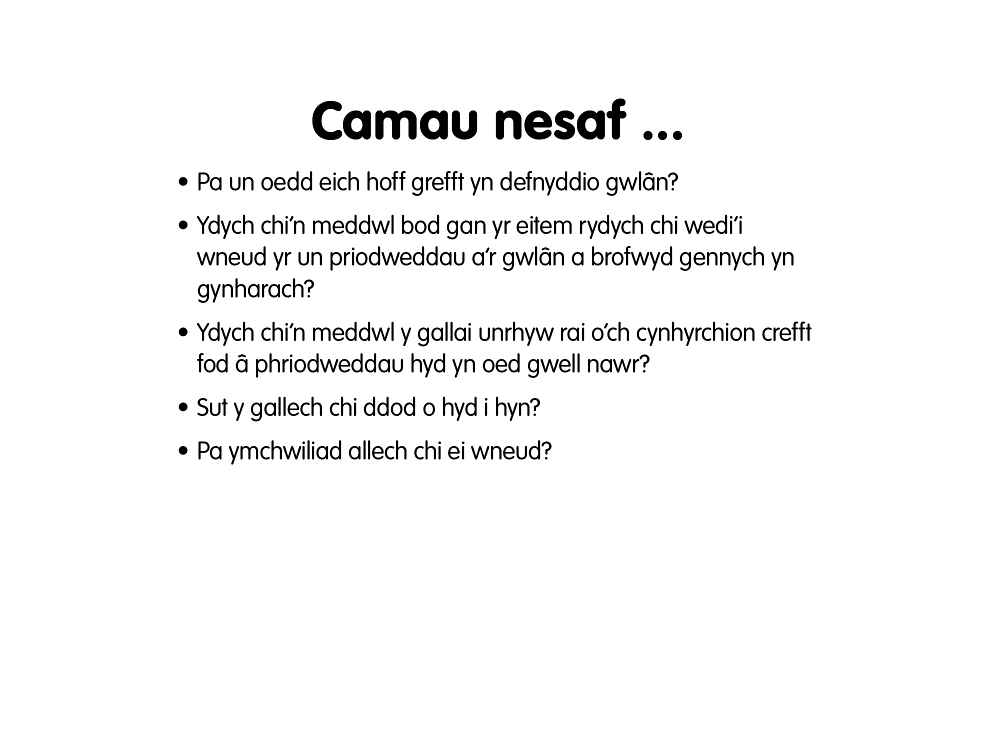 Camau nesaf ...
• Pa un oedd eich hoff grefft yn defnyddio gwlân?
• Ydych chi’n meddwl bod gan yr eitem rydych chi wedi’i
wneud yr un priodweddau a’r gwlân a brofwyd gennych yn
gynharach?
• Ydych chi’n meddwl y gallai unrhyw rai o’ch cynhyrchion crefft
fod â phriodweddau hyd yn oed gwell nawr?
• Sut y gallech chi ddod o hyd i hyn?
• Pa ymchwiliad allech chi ei wneud?